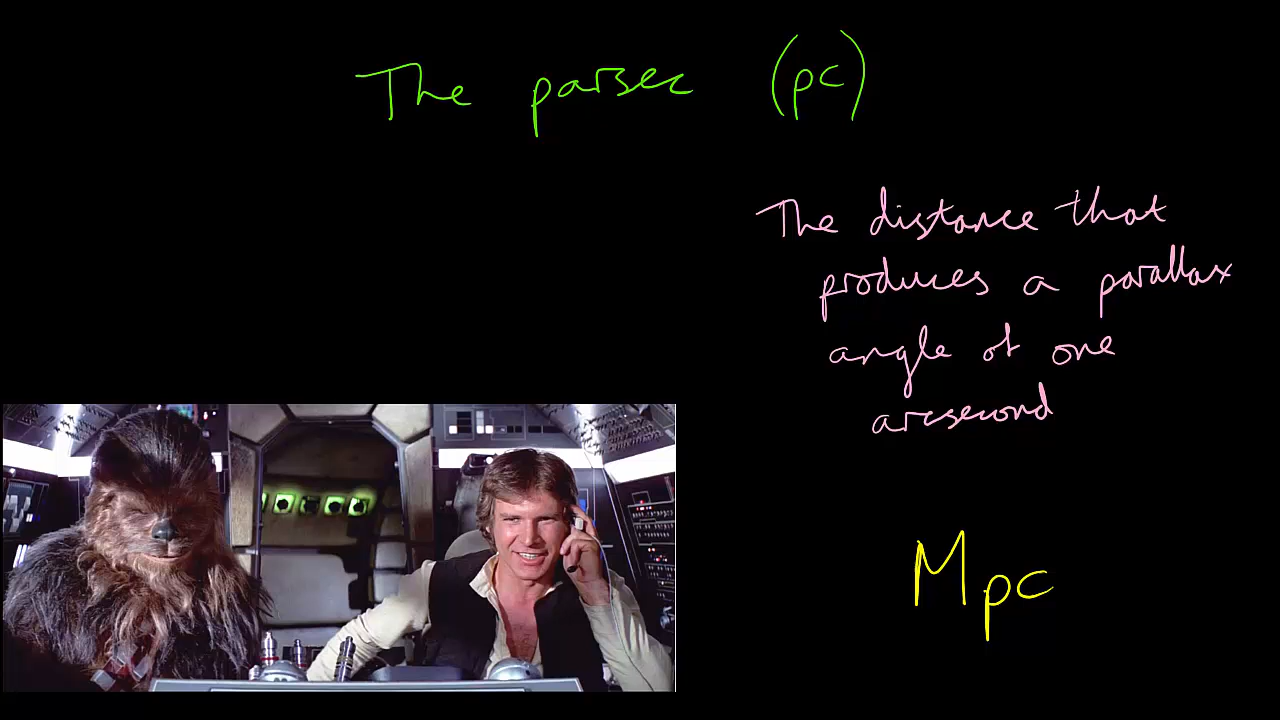 The parsec (pc)
The distance that
produces a parallax
angle of one
arcsecond
Mpc